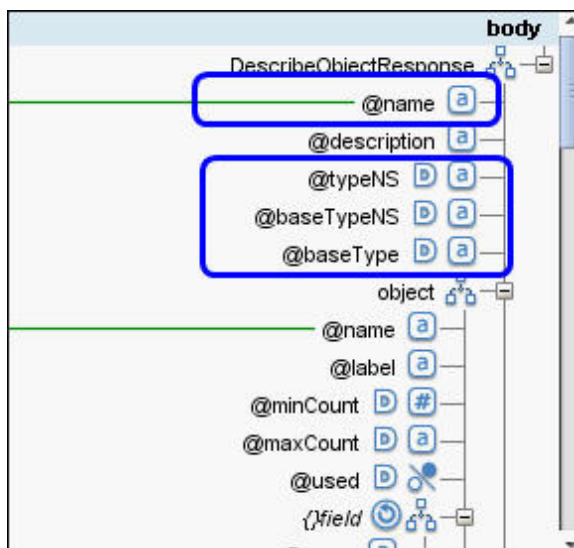 body
DescribeObjectResponse
@name a
@description a
@typeNS D a
@baseTypeNS D a
@baseType D a
object
@name a
@label a
@minCount D #
@maxCount D a
@used D
{}field